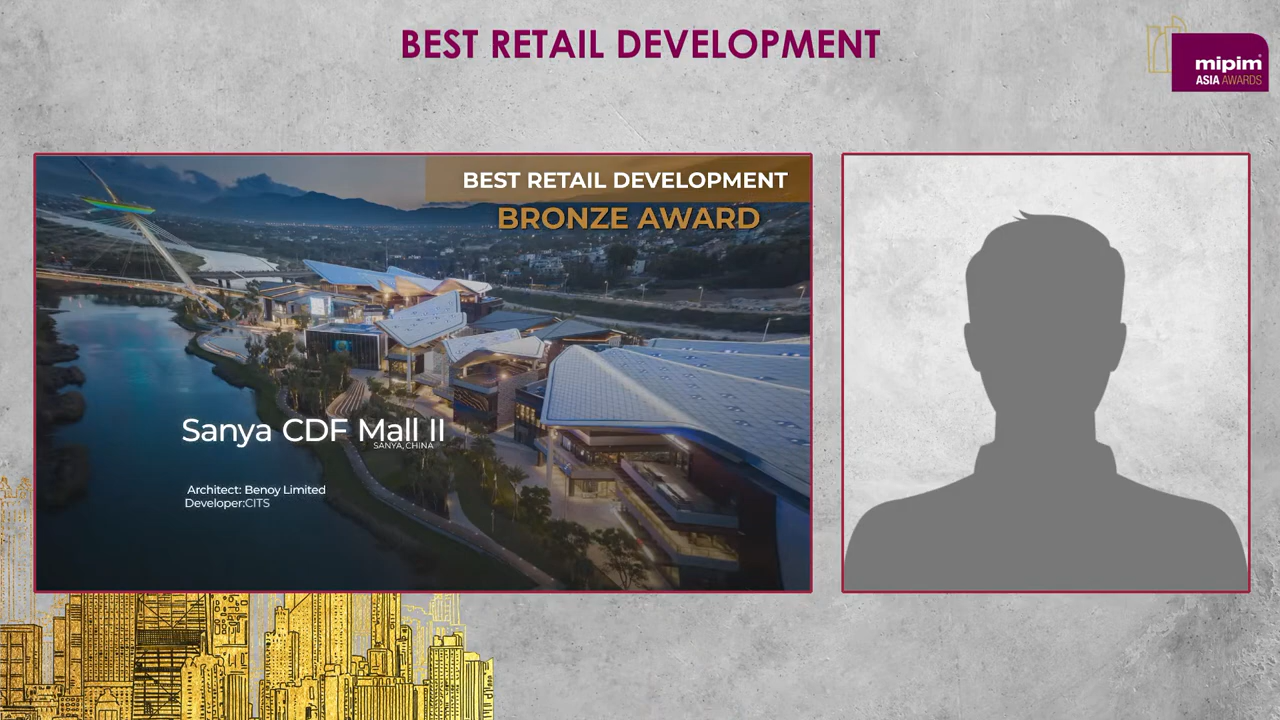 BEST RETAIL DEVELOPMENT
mipim
ASIA AWARDS
BEST RETAIL DEVELOPMENT
BRONZE AWARD
Sanya CDF Mall II
SANYA, CHINA
Architect: Benoy Limited
Developer:CITS